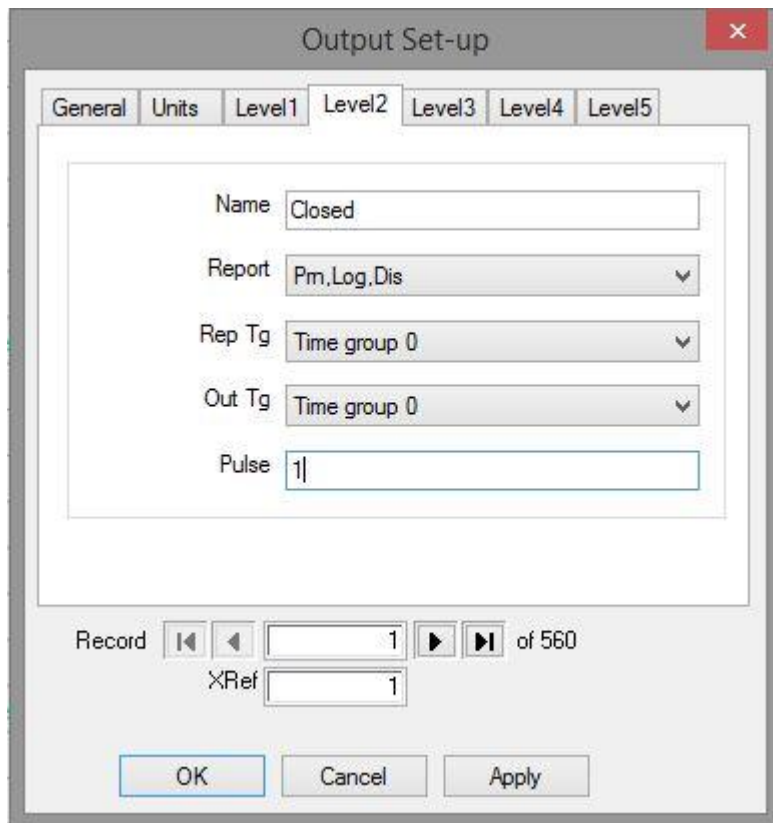 Output Set-up
General Units Level1 Level2 Level3 Level4 Level5
Name Closed
Report Prn,Log,Dis
Rep Tg Time group 0
Out Tg Time group 0
Pulse 1
Record 1 of 560
XRef 1
OK Cancel Apply